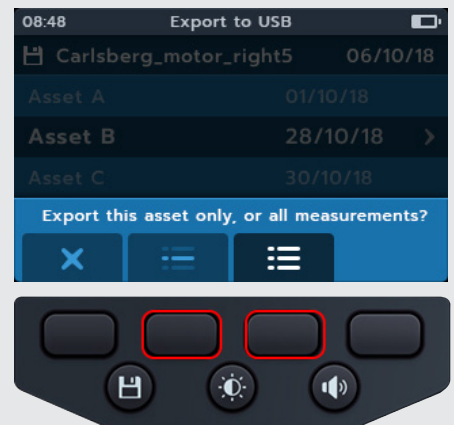 08:48 Export to USB
Carlsberg_motor_right5 06/10/18
Asset A 01/10/18
Asset B 28/10/18
Asset C 30/10/18
Export this asset only, or all measurements?